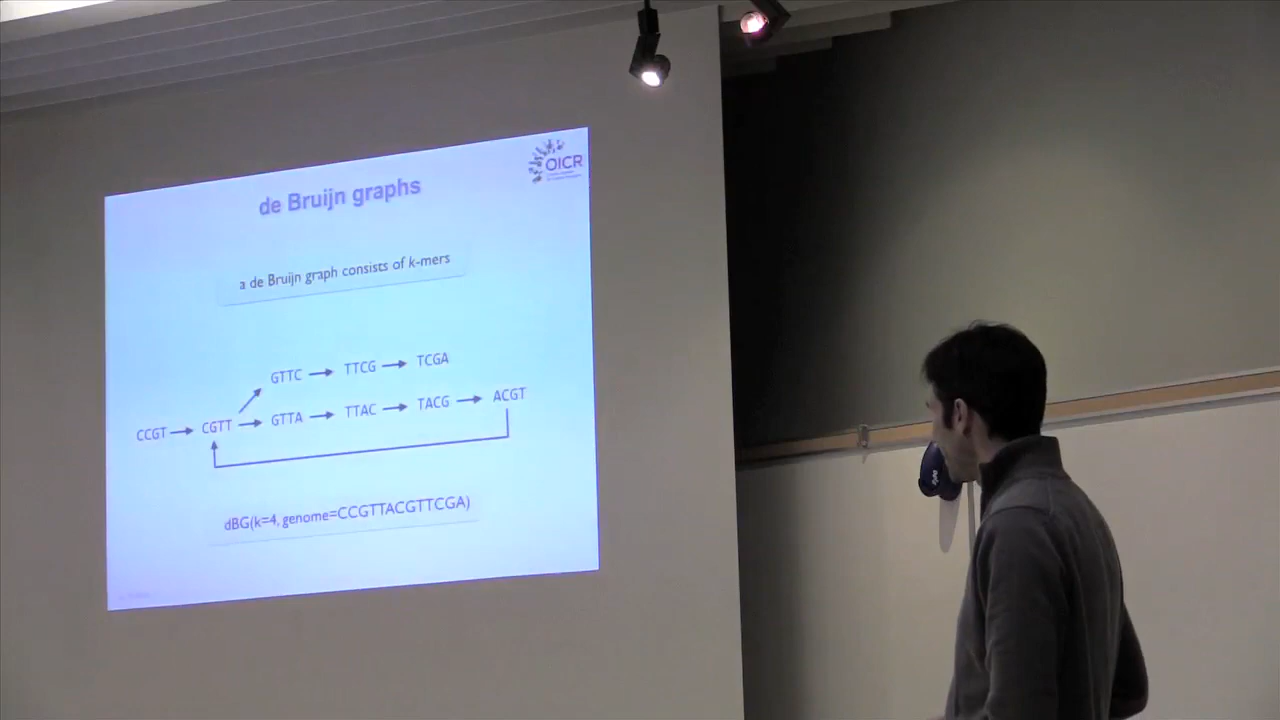 OICR
de Bruijn graphs
a de Bruijn graph consists of k-mers
GTTC → TTCG → TCGA
CCGT → CGTT → GTTA → TTAC → TACG → ACGT
dBG(k=4, genome=CCGTTACGTTCGA)